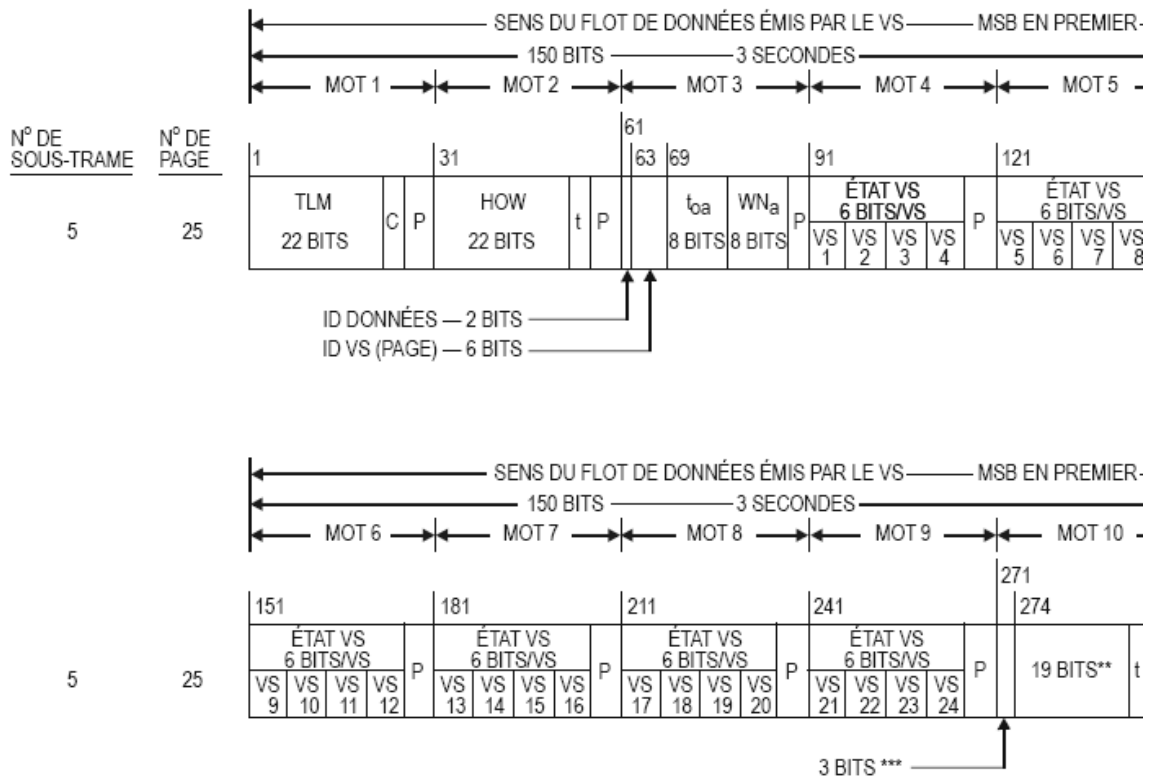 SENS DU FLOT DE DONNÉES ÉMIS PAR LE VS MSB EN PREMIER
150 BITS 3 SECONDES
MOT 1 MOT 2 MOT 3 MOT 4 MOT 5
N° DE SOUS-TRAME N° DE PAGE
61
1 31 63 69 91 121
5 25
TLM 22 BITS C P
HOW 22 BITS t P
toa 8 BITS WNa 8 BITS P
ÉTAT VS 6 BITS/VS P
VS 1 VS 2 VS 3 VS 4
ÉTAT VS 6 BITS/VS
VS 5 VS 6 VS 7 VS 8
ID DONNÉES — 2 BITS
ID VS (PAGE) — 6 BITS
SENS DU FLOT DE DONNÉES ÉMIS PAR LE VS MSB EN PREMIER
150 BITS 3 SECONDES
MOT 6 MOT 7 MOT 8 MOT 9 MOT 10
271
151 181 211 241 274
5 25
ÉTAT VS 6 BITS/VS P
VS 9 VS 10 VS 11 VS 12
ÉTAT VS 6 BITS/VS P
VS 13 VS 14 VS 15 VS 16
ÉTAT VS 6 BITS/VS P
VS 17 VS 18 VS 19 VS 20
ÉTAT VS 6 BITS/VS P
VS 21 VS 22 VS 23 VS 24
19 BITS** t
3 BITS ***